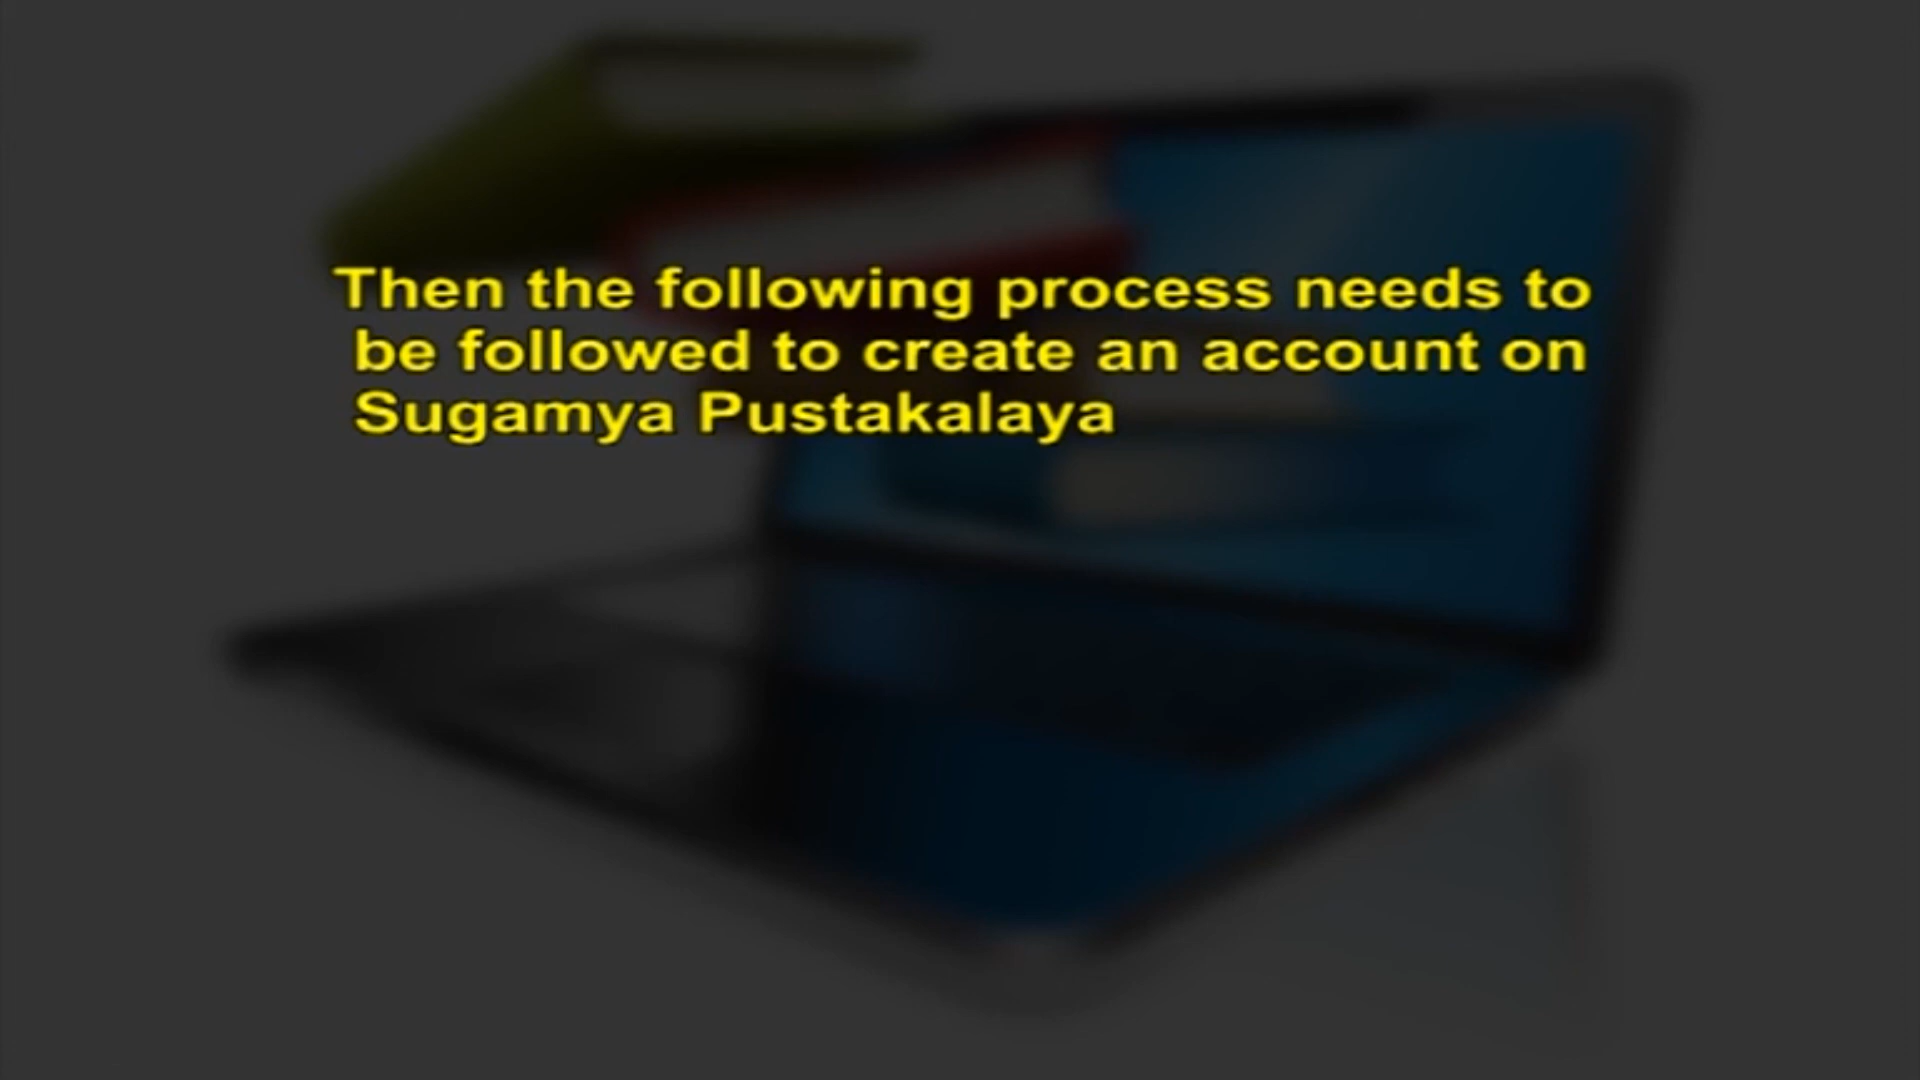 Then the following process needs to
be followed to create an account on
Sugamya Pustakalaya